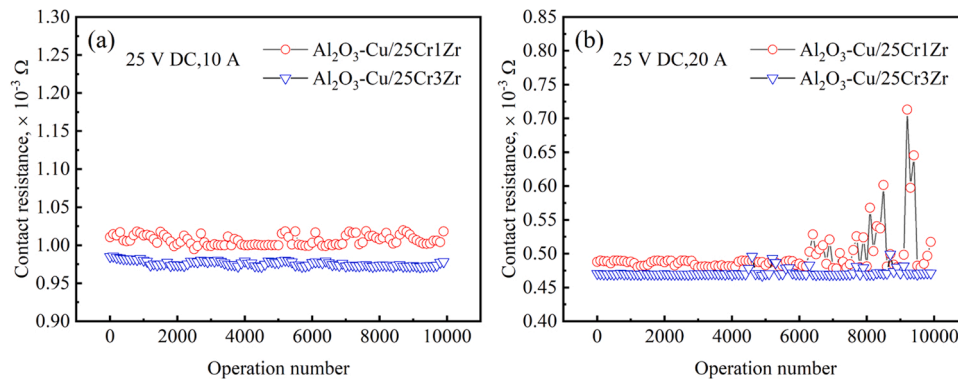 (a)
25 V DC,10 A
Al₂O₃-Cu/25Cr1Zr
Al₂O₃-Cu/25Cr3Zr
Contact resistance, × 10⁻³ Ω
1.30
1.25
1.20
1.15
1.10
1.05
1.00
0.95
0.90
0 2000 4000 6000 8000 10000
Operation number
(b)
25 V DC,20 A
Al₂O₃-Cu/25Cr1Zr
Al₂O₃-Cu/25Cr3Zr
Contact resistance, × 10⁻³ Ω
0.85
0.80
0.75
0.70
0.65
0.60
0.55
0.50
0.45
0.40
0 2000 4000 6000 8000 10000
Operation number